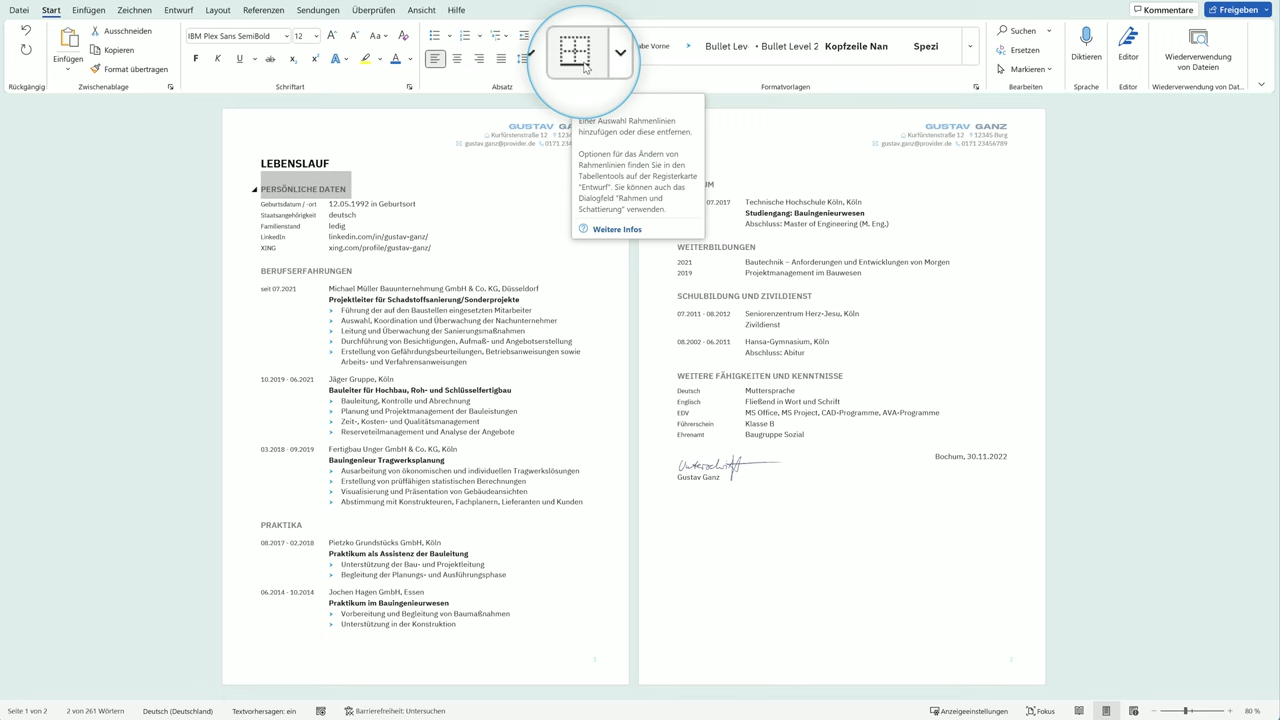 Datei Start Einfügen Zeichnen Entwurf Layout Referenzen Sendungen Überprüfen Ansicht Hilfe Kommentare Freigeben
Einfügen
Ausschneiden
Kopieren
Format übertragen
IBM Plex Sans SemiBold 12
F K U ab x₂ x² A A A
Bullet Lev • Bullet Level 2 Kopfzeile Nan Spezi
Suchen
Ersetzen
Markieren
Diktieren
Editor
Wiederverwendung
von Dateien
Rückgängig Zwischenablage Schriftart Absatz Formatvorlagen Bearbeiten Sprache Editor Wiederverwendung von Dat...
Einer Auswahl Rahmenlinien
hinzufügen oder diese entfernen.
Optionen für das Ändern von
Rahmenlinien finden Sie in den
Tabellentools auf der Registerkarte
"Entwurf". Sie können auch das
Dialogfeld "Rahmen und
Schattierung" verwenden.
Weitere Infos
GUSTAV GA
Kurfürstenstraße 12 1234
gustav.ganz@provider.de 0171 2
LEBENSLAUF
PERSÖNLICHE DATEN
Geburtsdatum / -ort 12.05.1992 in Geburtsort
Staatsangehörigkeit deutsch
Familienstand ledig
LinkedIn linkedin.com/in/gustav-ganz/
XING xing.com/profile/gustav-ganz/
BERUFSERFAHRUNGEN
seit 07.2021 Michael Müller Bauunternehmung GmbH & Co. KG, Düsseldorf
Projektleiter für Schadstoffsanierung/Sonderprojekte
Führung der auf den Baustellen eingesetzten Mitarbeiter
Auswahl, Koordination und Überwachung der Nachunternehmer
Leitung und Überwachung der Sanierungsmaßnahmen
Durchführung von Besichtigungen, Aufmaß- und Angebotserstellung
Erstellung von Gefährdungsbeurteilungen, Betriebsanweisungen sowie
Arbeits- und Verfahrensanweisungen
10.2019 - 06.2021 Jäger Gruppe, Köln
Bauleiter für Hochbau, Roh- und Schlüsselfertigbau
Bauleitung, Kontrolle und Abrechnung
Planung und Projektmanagement der Bauleistungen
Zeit-, Kosten- und Qualitätsmanagement
Reserveteilmanagement und Analyse der Angebote
03.2018 - 09.2019 Fertigbau Unger GmbH & Co. KG, Köln
Bauingenieur Tragwerksplanung
Ausarbeitung von ökonomischen und individuellen Tragwerkslösungen
Erstellung von prüffähigen statistischen Berechnungen
Visualisierung und Präsentation von Gebäudeansichten
Abstimmung mit Konstrukteuren, Fachplanern, Lieferanten und Kunden
PRAKTIKA
08.2017 - 02.2018 Pietzko Grundstücks GmbH, Köln
Praktikum als Assistenz der Bauleitung
Unterstützung der Bau- und Projektleitung
Begleitung der Planungs- und Ausführungsphase
06.2014 - 10.2014 Jochen Hagen GmbH, Essen
Praktikum im Bauingenieurwesen
Vorbereitung und Begleitung von Baumaßnahmen
Unterstützung in der Konstruktion
1
GUSTAV GANZ
Kurfürstenstraße 12 12345 Burg
gustav.ganz@provider.de 0171 23456789
UM
07.2017 Technische Hochschule Köln, Köln
Studiengang: Bauingenieurwesen
Abschluss: Master of Engineering (M. Eng.)
WEITERBILDUNGEN
2021 Bautechnik – Anforderungen und Entwicklungen von Morgen
2019 Projektmanagement im Bauwesen
SCHULBILDUNG UND ZIVILDIENST
07.2011 - 08.2012 Seniorenzentrum Herz-Jesu, Köln
Zivildienst
08.2002 - 06.2011 Hansa-Gymnasium, Köln
Abschluss: Abitur
WEITERE FÄHIGKEITEN UND KENNTNISSE
Deutsch Muttersprache
Englisch Fließend in Wort und Schrift
EDV MS Office, MS Project, CAD-Programme, AVA-Programme
Führerschein Klasse B
Ehrenamt Baugruppe Sozial
Bochum, 30.11.2022
Unterschrift
Gustav Ganz
2
Seite 1 von 2 2 von 261 Wörtern Deutsch (Deutschland) Textvorhersagen: ein Barrierefreiheit: Untersuchen Anzeigeeinstellungen Fokus 80 %